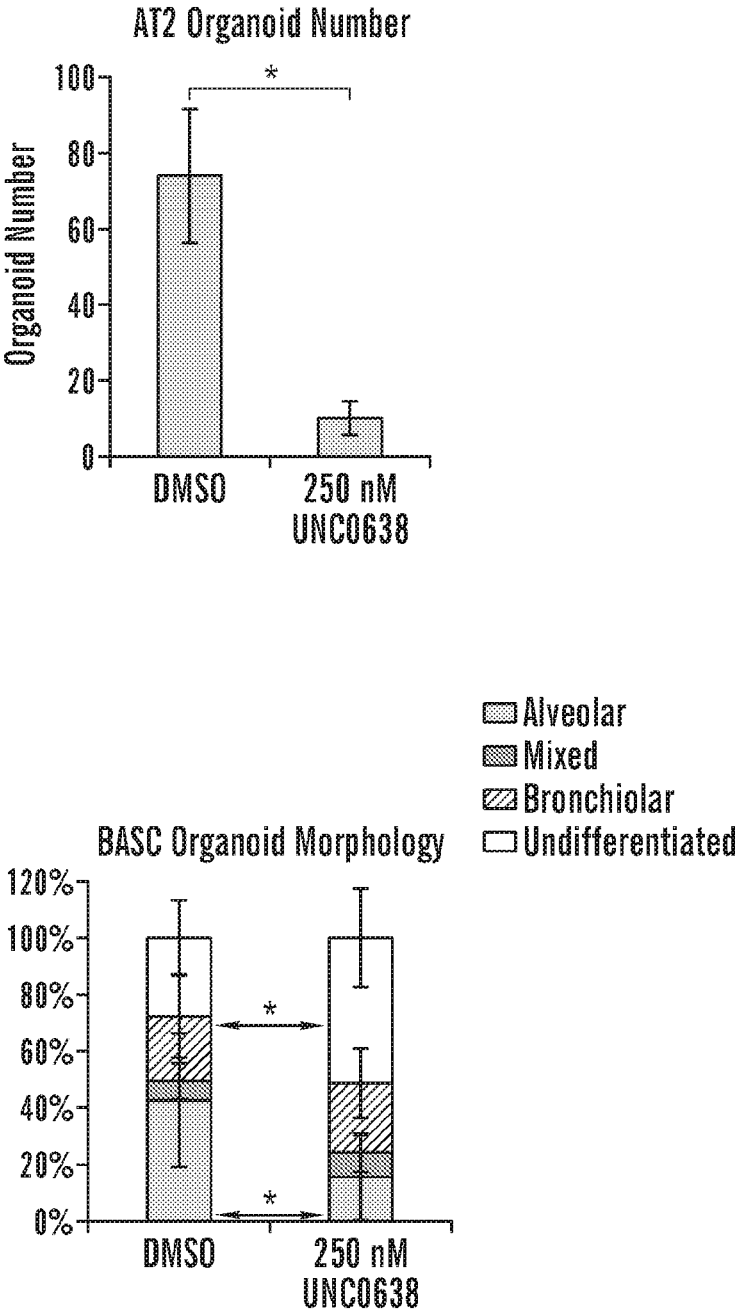 AT2 Organoid Number
*
100
80
60
40
20
0
Organoid Number
DMSO
250 nM
UNC0638
Alveolar
Mixed
Bronchiolar
Undifferentiated
BASC Organoid Morphology
120%
100%
80%
60%
40%
20%
0%
*
*
DMSO
250 nM
UNC0638